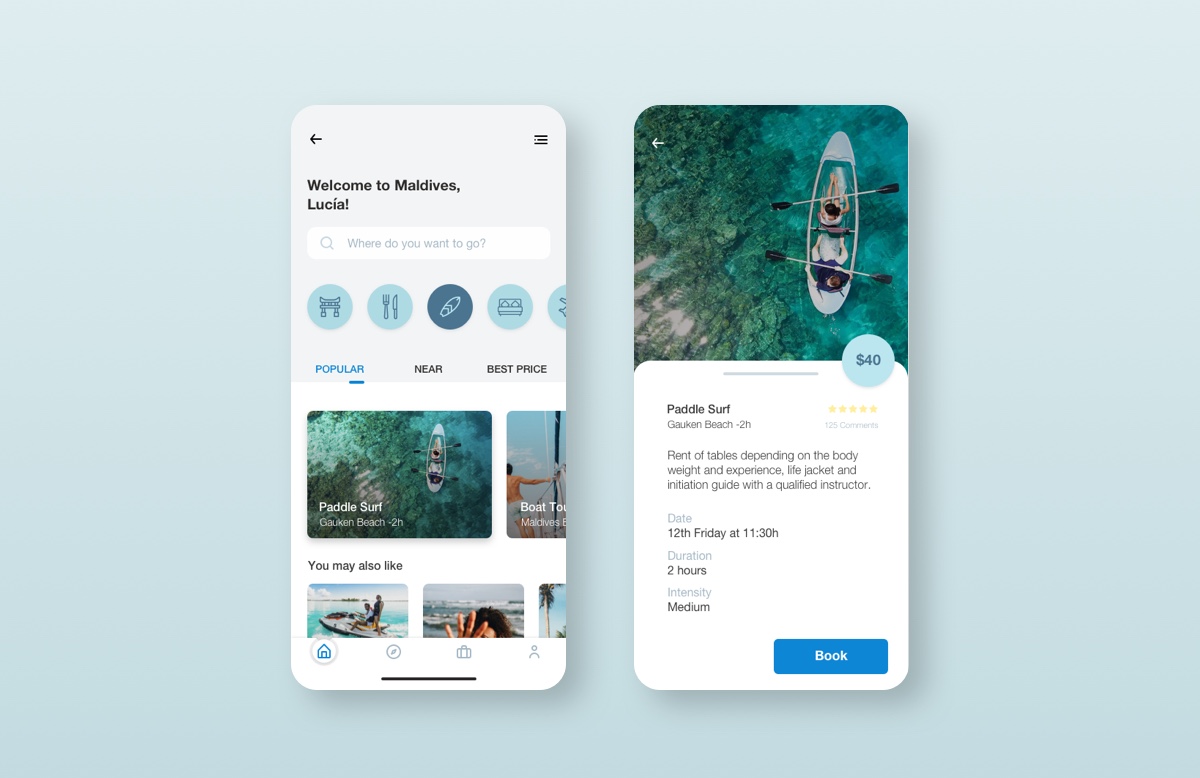 Welcome to Maldives,
Lucía!
Where do you want to go?
POPULAR
NEAR
BEST PRICE
Paddle Surf
Gauken Beach -2h
Boat Tou
Maldives
You may also like
$40
Paddle Surf
Gauken Beach -2h
125 Comments
Rent of tables depending on the body
weight and experience, life jacket and
initiation guide with a qualified instructor.
Date
12th Friday at 11:30h
Duration
2 hours
Intensity
Medium
Book